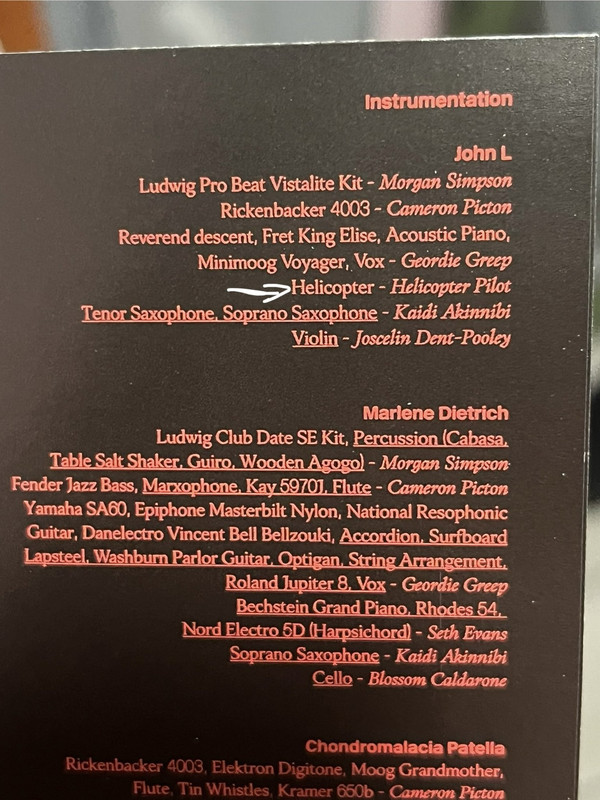 Instrumentation
John L
Ludwig Pro Beat Vistalite Kit - Morgan Simpson
Rickenbacker 4003 - Cameron Picton
Reverend descent, Fret King Elise, Acoustic Piano,
Minimoog Voyager, Vox - Geordie Greep
Helicopter - Helicopter Pilot
Tenor Saxophone, Soprano Saxophone - Kaidi Akinnibi
Violin - Joscelin Dent-Pooley
Marlene Dietrich
Ludwig Club Date SE Kit, Percussion (Cabasa,
Table Salt Shaker, Guiro, Wooden Agogo) - Morgan Simpson
Fender Jazz Bass, Marxophone, Kay 59701, Flute - Cameron Picton
Yamaha SA60, Epiphone Masterbilt Nylon, National Resophonic
Guitar, Danelectro Vincent Bell Bellzouki, Accordion, Surfboard
Lapsteel, Washburn Parlor Guitar, Optigan, String Arrangement,
Roland Jupiter 8, Vox - Geordie Greep
Bechstein Grand Piano, Rhodes 54,
Nord Electro 5D (Harpsichord) - Seth Evans
Soprano Saxophone - Kaidi Akinnibi
Cello - Blossom Caldarone
Chondromalacia Patella
Rickenbacker 4003, Elektron Digitone, Moog Grandmother,
Flute, Tin Whistles, Kramer 650b - Cameron Picton